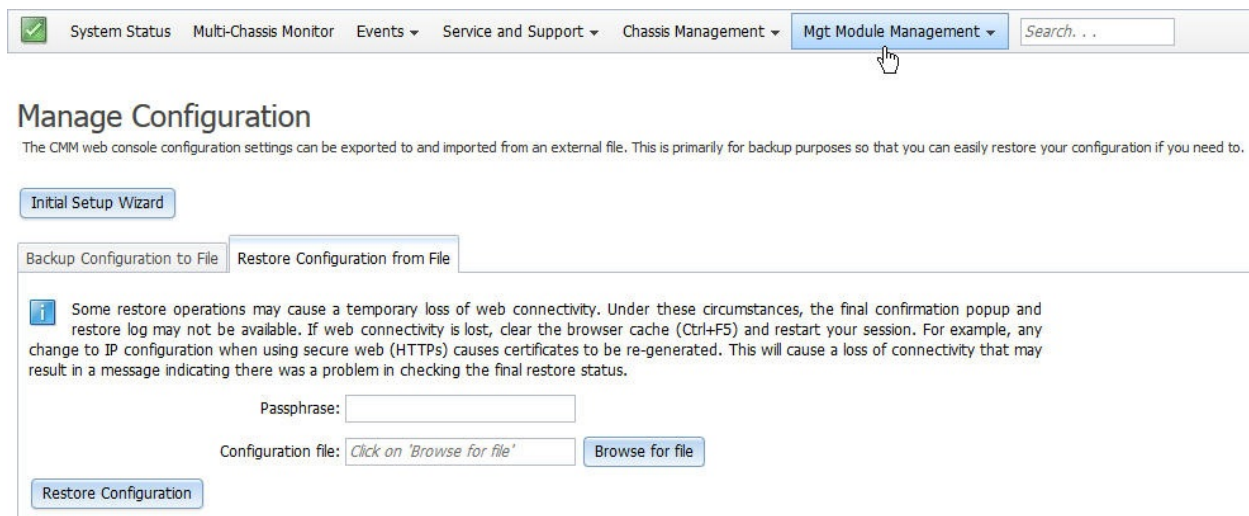 System Status Multi-Chassis Monitor Events Service and Support Chassis Management Mgt Module Management Search. . .
Manage Configuration
The CMM web console configuration settings can be exported to and imported from an external file. This is primarily for backup purposes so that you can easily restore your configuration if you need to.
Initial Setup Wizard
Backup Configuration to File Restore Configuration from File
i Some restore operations may cause a temporary loss of web connectivity. Under these circumstances, the final confirmation popup and
restore log may not be available. If web connectivity is lost, clear the browser cache (Ctrl+F5) and restart your session. For example, any
change to IP configuration when using secure web (HTTPs) causes certificates to be re-generated. This will cause a loss of connectivity that may
result in a message indicating there was a problem in checking the final restore status.
Passphrase:
Configuration file: Click on 'Browse for file' Browse for file
Restore Configuration